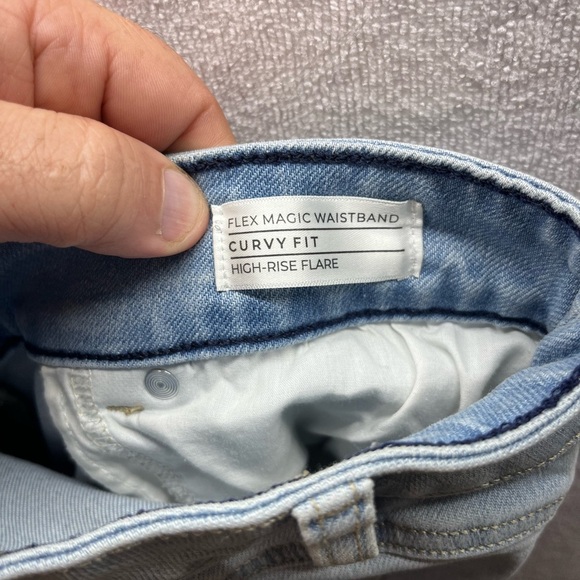 FLEX MAGIC WAISTBAND
CURVY FIT
HIGH-RISE FLARE